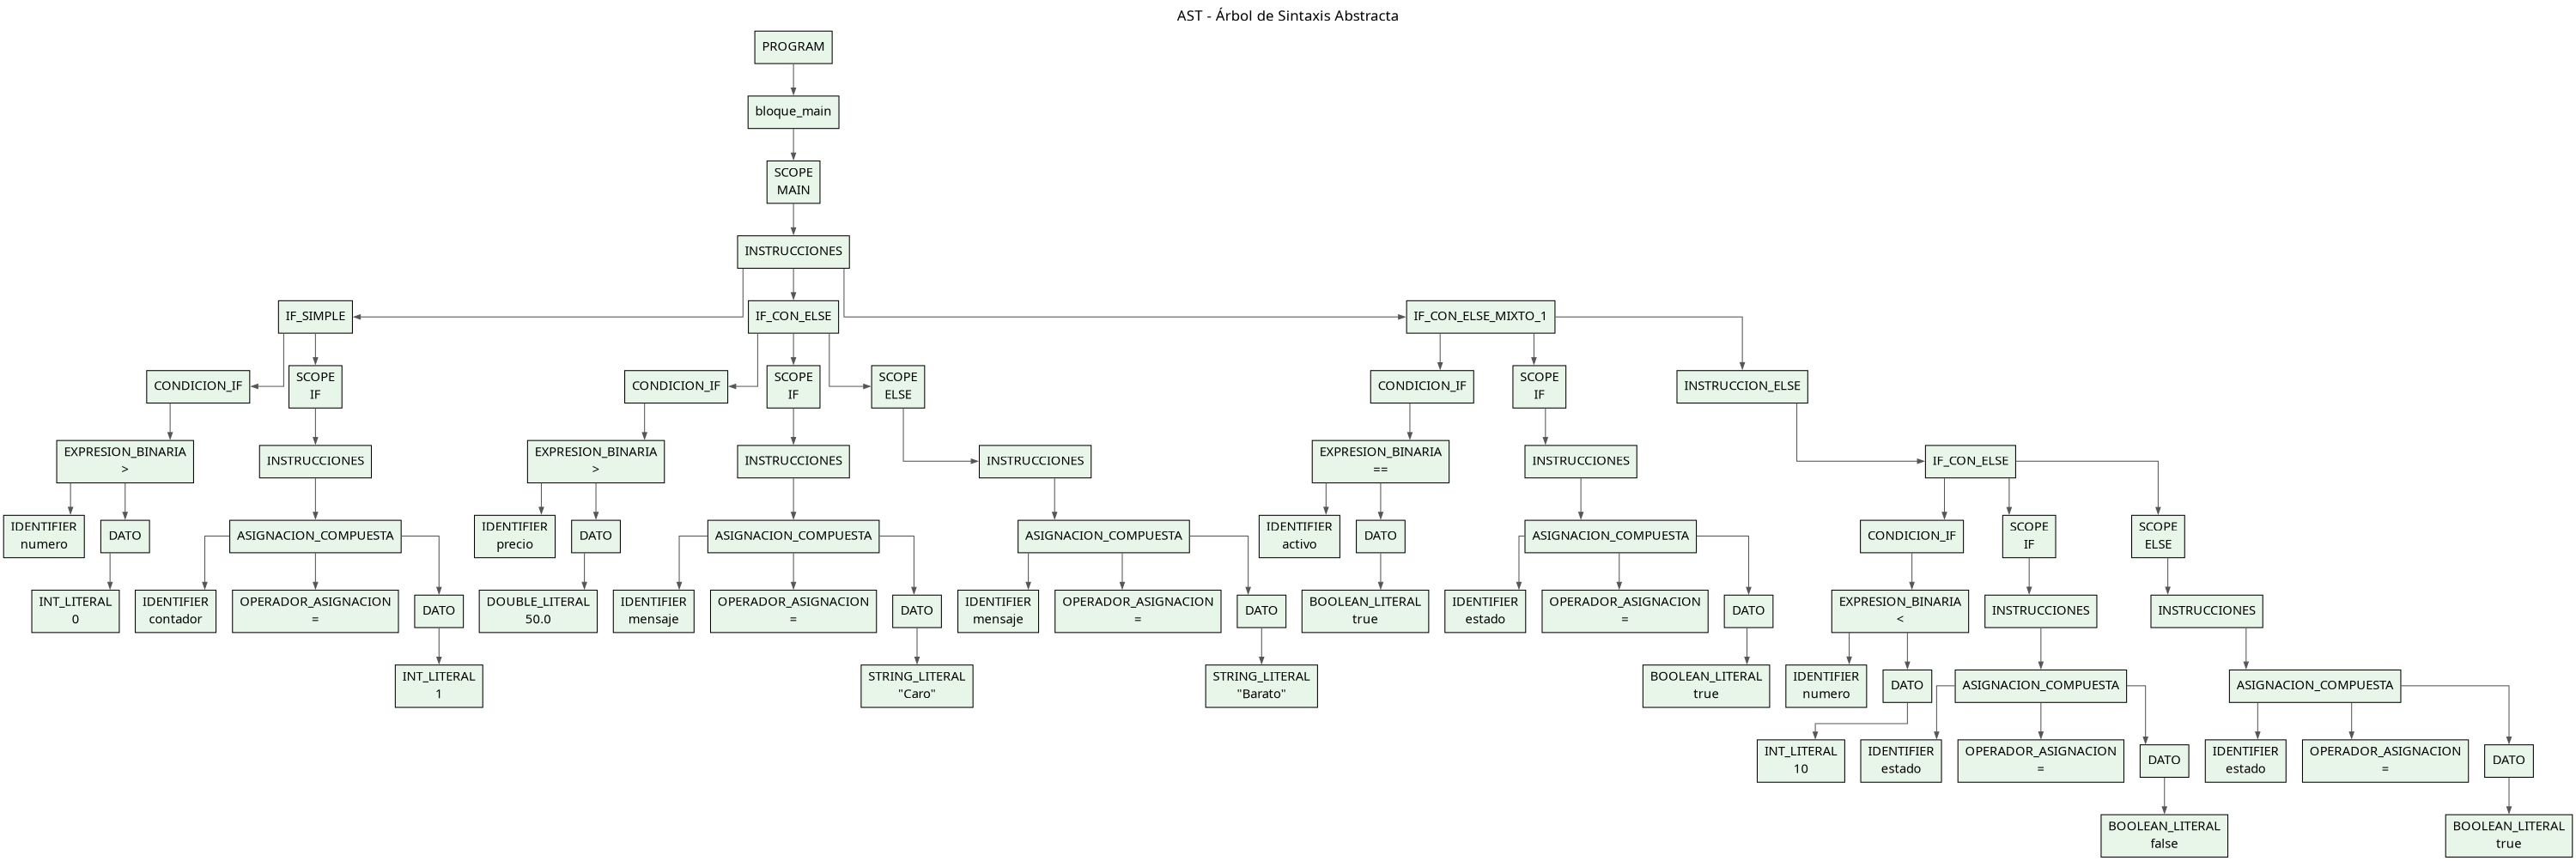 AST - Árbol de Sintaxis Abstracta
PROGRAM
bloque_main
SCOPE
MAIN
INSTRUCCIONES
IF_SIMPLE
IF_CON_ELSE
IF_CON_ELSE_MIXTO_1
CONDICION_IF
SCOPE
IF
CONDICION_IF
SCOPE
IF
SCOPE
ELSE
CONDICION_IF
SCOPE
IF
INSTRUCCION_ELSE
EXPRESION_BINARIA
>
INSTRUCCIONES
EXPRESION_BINARIA
>
INSTRUCCIONES
INSTRUCCIONES
EXPRESION_BINARIA
==
INSTRUCCIONES
IF_CON_ELSE
IDENTIFIER
numero
DATO
ASIGNACION_COMPUESTA
IDENTIFIER
precio
DATO
ASIGNACION_COMPUESTA
ASIGNACION_COMPUESTA
IDENTIFIER
activo
DATO
ASIGNACION_COMPUESTA
CONDICION_IF
SCOPE
IF
SCOPE
ELSE
INT_LITERAL
0
IDENTIFIER
contador
OPERADOR_ASIGNACION
=
DATO
DOUBLE_LITERAL
50.0
IDENTIFIER
mensaje
OPERADOR_ASIGNACION
=
DATO
IDENTIFIER
mensaje
OPERADOR_ASIGNACION
=
DATO
BOOLEAN_LITERAL
true
IDENTIFIER
estado
OPERADOR_ASIGNACION
=
DATO
EXPRESION_BINARIA
<
INSTRUCCIONES
INSTRUCCIONES
INT_LITERAL
1
STRING_LITERAL
"Caro"
STRING_LITERAL
"Barato"
BOOLEAN_LITERAL
true
IDENTIFIER
numero
DATO
ASIGNACION_COMPUESTA
ASIGNACION_COMPUESTA
INT_LITERAL
10
IDENTIFIER
estado
OPERADOR_ASIGNACION
=
DATO
IDENTIFIER
estado
OPERADOR_ASIGNACION
=
DATO
BOOLEAN_LITERAL
false
BOOLEAN_LITERAL
true